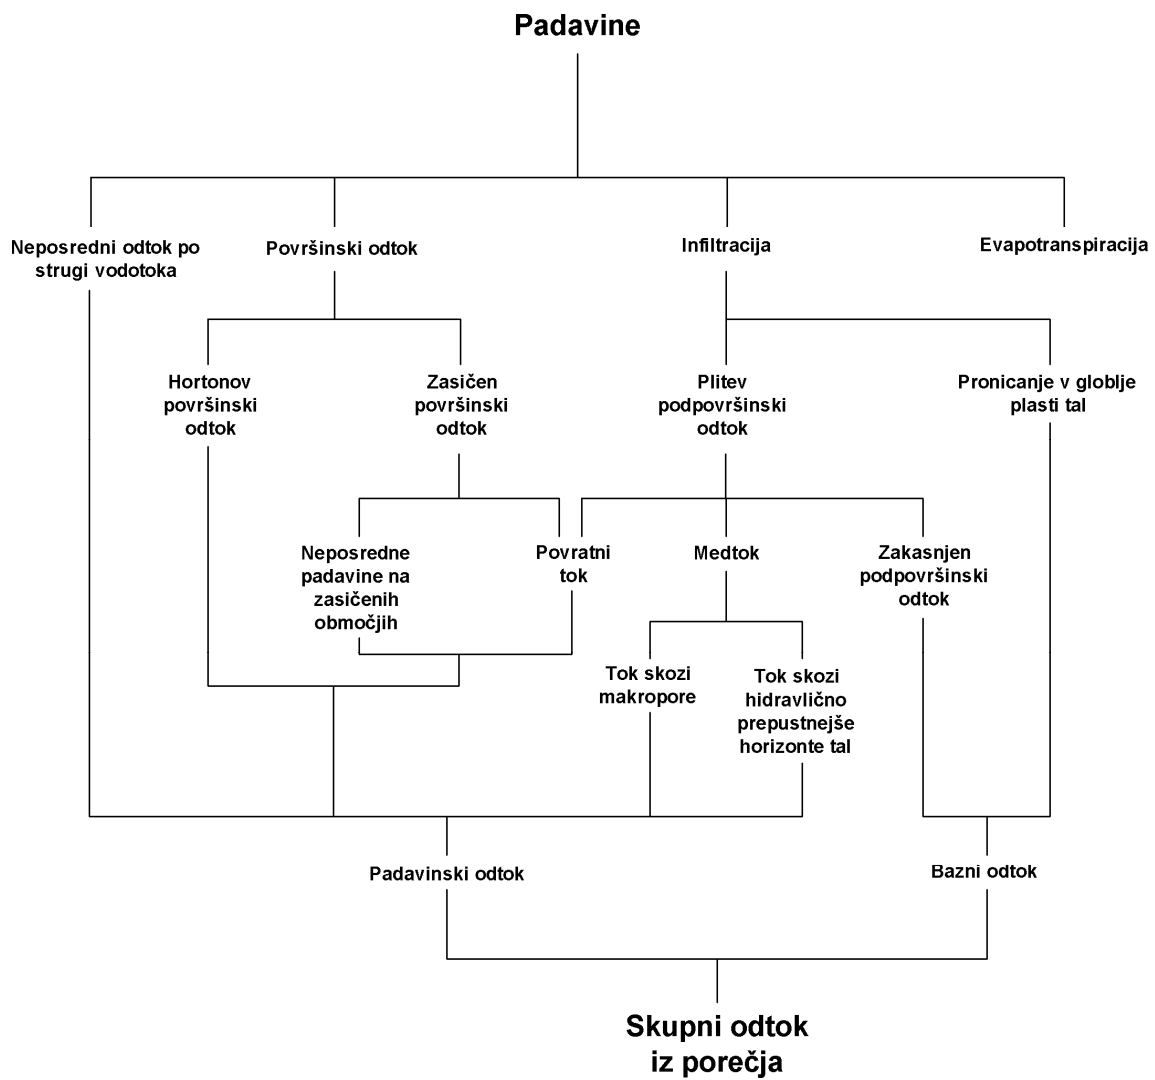 Padavine
Neposredni odtok po
strugi vodotoka
Površinski odtok
Infiltracija
Evapotranspiracija
Hortonov
površinski
odtok
Zasičen
površinski
odtok
Plitev
podpovršinski
odtok
Pronicanje v globlje
plasti tal
Neposredne
padavine na
zasičenih
območjih
Povratni
tok
Medtok
Zakasnjen
podpovršinski
odtok
Tok skozi
makropore
Tok skozi
hidravlično
prepustnejše
horizonte tal
Padavinski odtok
Bazni odtok
Skupni odtok
iz porečja